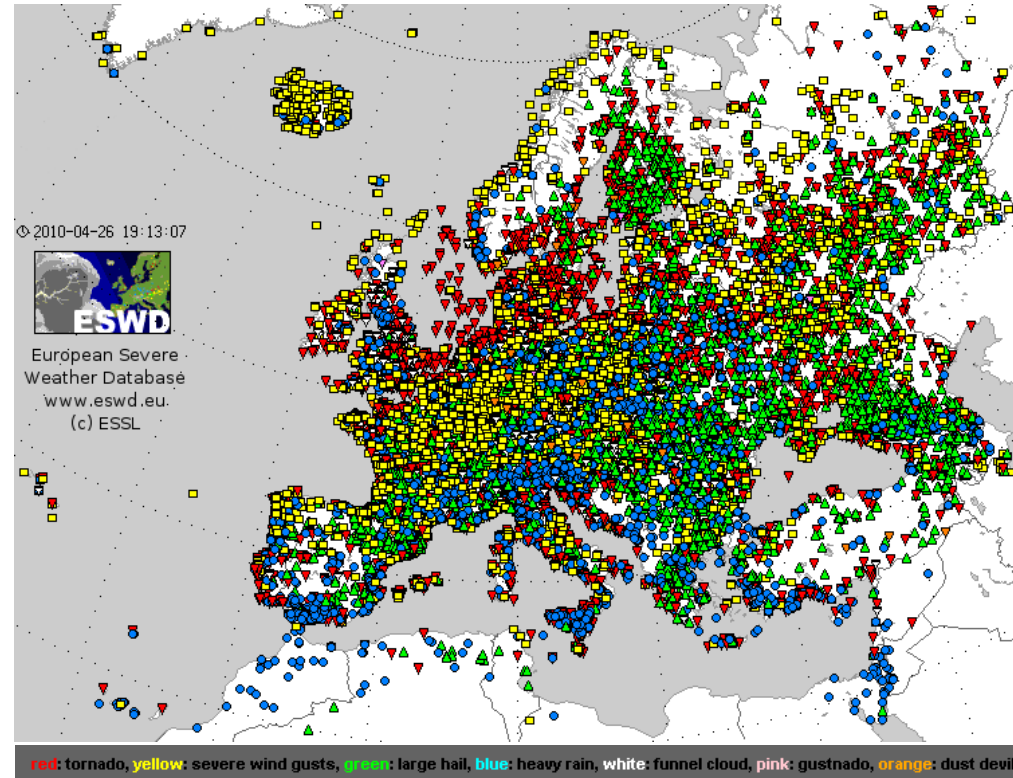 2010-04-26 19:13:07
ESWD
European Severe
Weather Database
www.eswd.eu
(c) ESSL
red: tornado, yellow: severe wind gusts, green: large hail, blue: heavy rain, white: funnel cloud, pink: gustnado, orange: dust devil